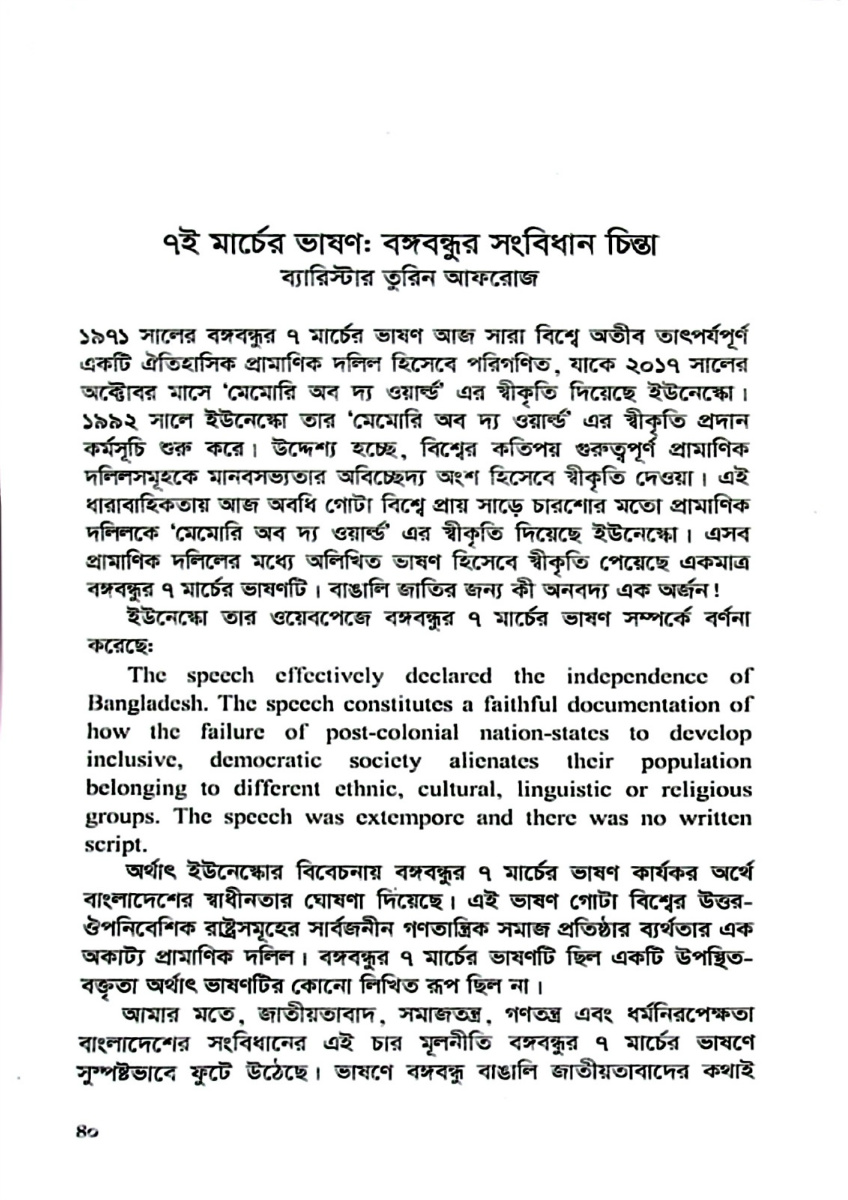 ৭ই মার্চের ভাষণ: বঙ্গবন্ধুর সংবিধান চিন্তা
ব্যারিস্টার তুরিন আফরোজ
১৯৭১ সালের বঙ্গবন্ধুর ৭ মার্চের ভাষণ আজ সারা বিশ্বে অতীব তাৎপর্যপূর্ণ
একটি ঐতিহাসিক প্রামাণিক দলিল হিসেবে পরিগণিত, যাকে ২০১৭ সালের
অক্টোবর মাসে ‘মেমোরি অব দ্য ওয়ার্ল্ড’ এর স্বীকৃতি দিয়েছে ইউনেস্কো।
১৯৯২ সালে ইউনেস্কো তার ‘মেমোরি অব দ্য ওয়ার্ল্ড’ এর স্বীকৃতি প্রদান
কর্মসূচি শুরু করে। উদ্দেশ্য হচ্ছে, বিশ্বের কতিপয় গুরুত্বপূর্ণ প্রামাণিক
দলিলসমূহকে মানবসভ্যতার অবিচ্ছেদ্য অংশ হিসেবে স্বীকৃতি দেওয়া। এই
ধারাবাহিকতায় আজ অবধি গোটা বিশ্বে প্রায় সাড়ে চারশোর মতো প্রামাণিক
দলিলকে ‘মেমোরি অব দ্য ওয়ার্ল্ড’ এর স্বীকৃতি দিয়েছে ইউনেস্কো। এসব
প্রামাণিক দলিলের মধ্যে অলিখিত ভাষণ হিসেবে স্বীকৃতি পেয়েছে একমাত্র
বঙ্গবন্ধুর ৭ মার্চের ভাষণটি। বাঙালি জাতির জন্য কী অনবদ্য এক অর্জন!
ইউনেস্কো তার ওয়েবপেজে বঙ্গবন্ধুর ৭ মার্চের ভাষণ সম্পর্কে বর্ণনা
করেছে:
The speech effectively declared the independence of
Bangladesh. The speech constitutes a faithful documentation of
how the failure of post-colonial nation-states to develop
inclusive, democratic society alienates their population
belonging to different ethnic, cultural, linguistic or religious
groups. The speech was extempore and there was no written
script.
অর্থাৎ ইউনেস্কোর বিবেচনায় বঙ্গবন্ধুর ৭ মার্চের ভাষণ কার্যকর অর্থে
বাংলাদেশের স্বাধীনতার ঘোষণা দিয়েছে। এই ভাষণ গোটা বিশ্বের উত্তর-
ঔপনিবেশিক রাষ্ট্রসমূহের সার্বজনীন গণতান্ত্রিক সমাজ প্রতিষ্ঠার ব্যর্থতার এক
অকাট্য প্রামাণিক দলিল। বঙ্গবন্ধুর ৭ মার্চের ভাষণটি ছিল একটি উপস্থিত-
বক্তৃতা অর্থাৎ ভাষণটির কোনো লিখিত রূপ ছিল না।
আমার মতে, জাতীয়তাবাদ, সমাজতন্ত্র, গণতন্ত্র এবং ধর্মনিরপেক্ষতা
বাংলাদেশের সংবিধানের এই চার মূলনীতি বঙ্গবন্ধুর ৭ মার্চের ভাষণে
সুস্পষ্টভাবে ফুটে উঠেছে। ভাষণে বঙ্গবন্ধু বাঙালি জাতীয়তাবাদের কথাই
৪০